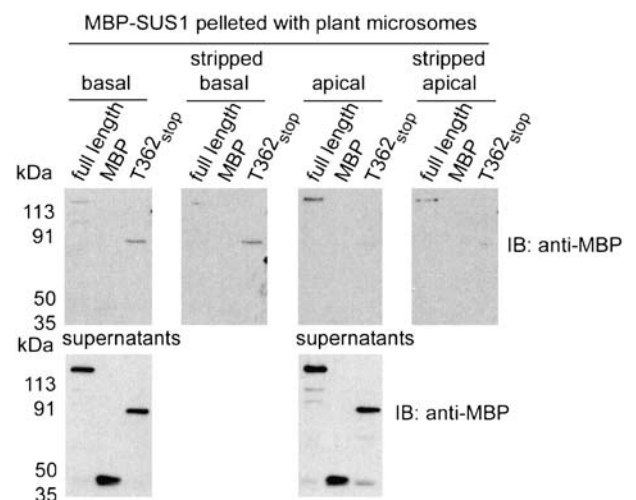 MBP-SUS1 pelleted with plant microsomes
basal
stripped basal
apical
stripped apical
full length MBP T362stop
full length MBP T362stop
full length MBP T362stop
full length MBP T362stop
kDa
113
91
50
35
IB: anti-MBP
kDa
supernatants
supernatants
113
91
50
35
IB: anti-MBP